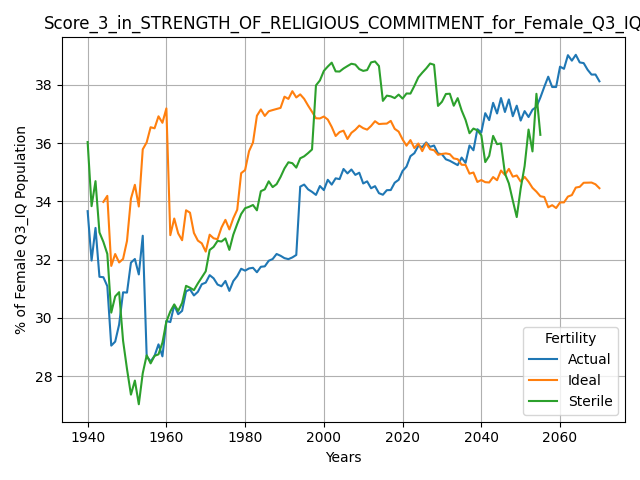 Score_3_in_STRENGTH_OF_RELIGIOUS_COMMITMENT_for_Female_Q3_IQ
% of Female Q3_IQ Population
38
36
34
32
30
28
1940
1960
1980
2000
2020
2040
2060
Years
Fertility
Actual
Ideal
Sterile